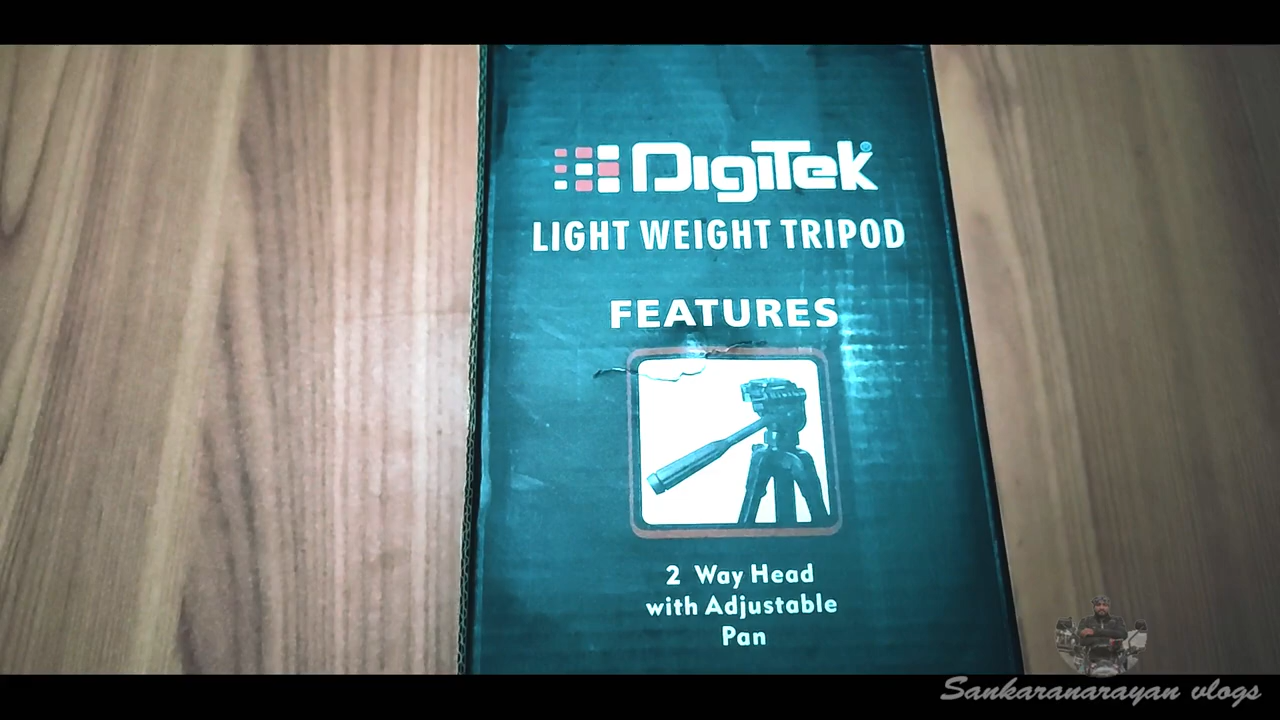 DIGITEK®
LIGHT WEIGHT TRIPOD
FEATURES
2 Way Head
with Adjustable
Pan
Sankaranarayan vlogs